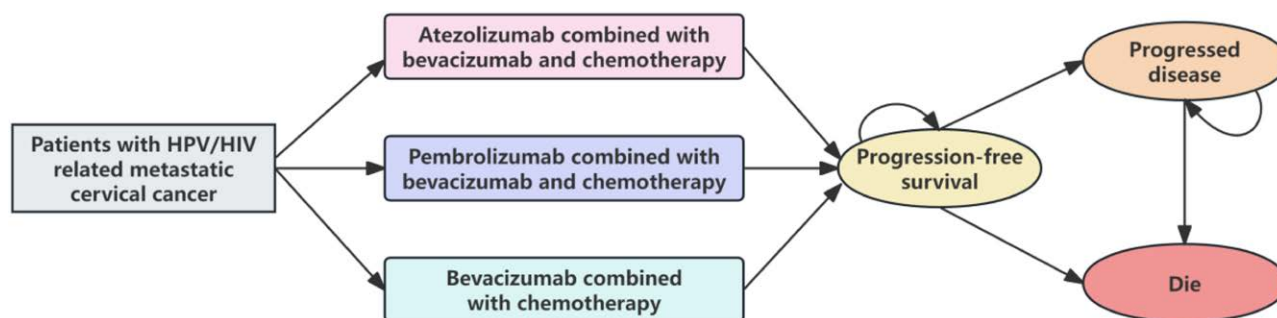 Patients with HPV/HIV
related metastatic
cervical cancer
Atezolizumab combined with
bevacizumab and chemotherapy
Pembrolizumab combined with
bevacizumab and chemotherapy
Bevacizumab combined
with chemotherapy
Progression-free
survival
Progressed
disease
Die